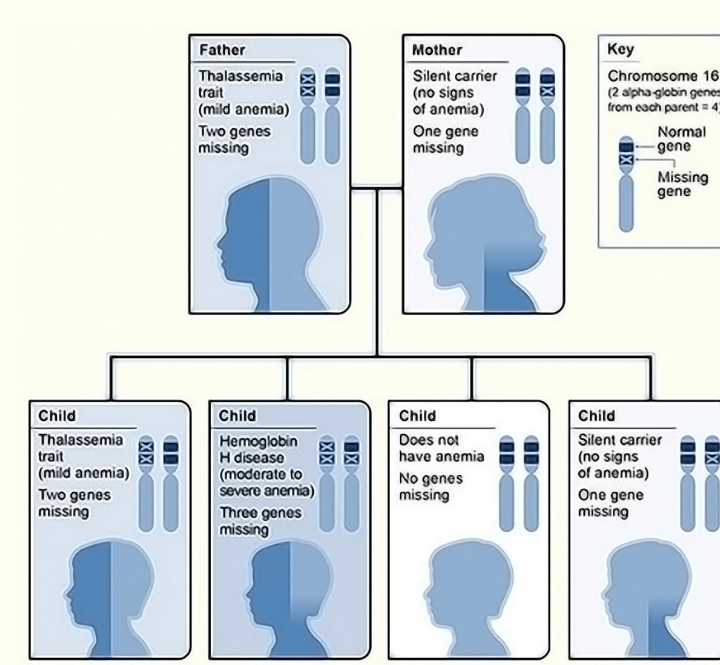 Father
Thalassemia
trait
(mild anemia)
Two genes
missing
Mother
Silent carrier
(no signs
of anemia)
One gene
missing
Key
Chromosome 16
(2 alpha-globin genes
from each parent = 4)
Normal
gene
Missing
gene
Child
Thalassemia
trait
(mild anemia)
Two genes
missing
Child
Hemoglobin
H disease
(moderate to
severe anemia)
Three genes
missing
Child
Does not
have anemia
No genes
missing
Child
Silent carrier
(no signs
of anemia)
One gene
missing